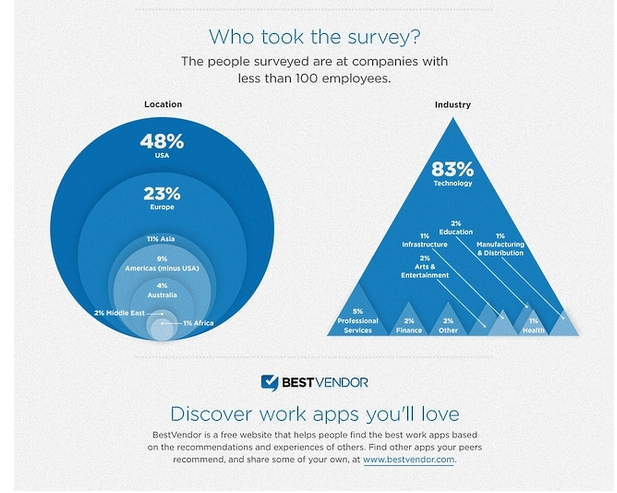 Who took the survey?
The people surveyed are at companies with
less than 100 employees.
Location
48%
USA
23%
Europe
11% Asia
9%
Americas (minus USA)
4%
Australia
2% Middle East
1% Africa
Industry
83%
Technology
2%
Education
1%
Infrastructure
1%
Manufacturing
& Distribution
2%
Arts &
Entertainment
5%
Professional
Services
2%
Finance
2%
Other
1%
Health
BESTVENDOR
Discover work apps you'll love
BestVendor is a free website that helps people find the best work apps based
on the recommendations and experiences of others. Find other apps your peers
recommend, and share some of your own, at www.bestvendor.com.